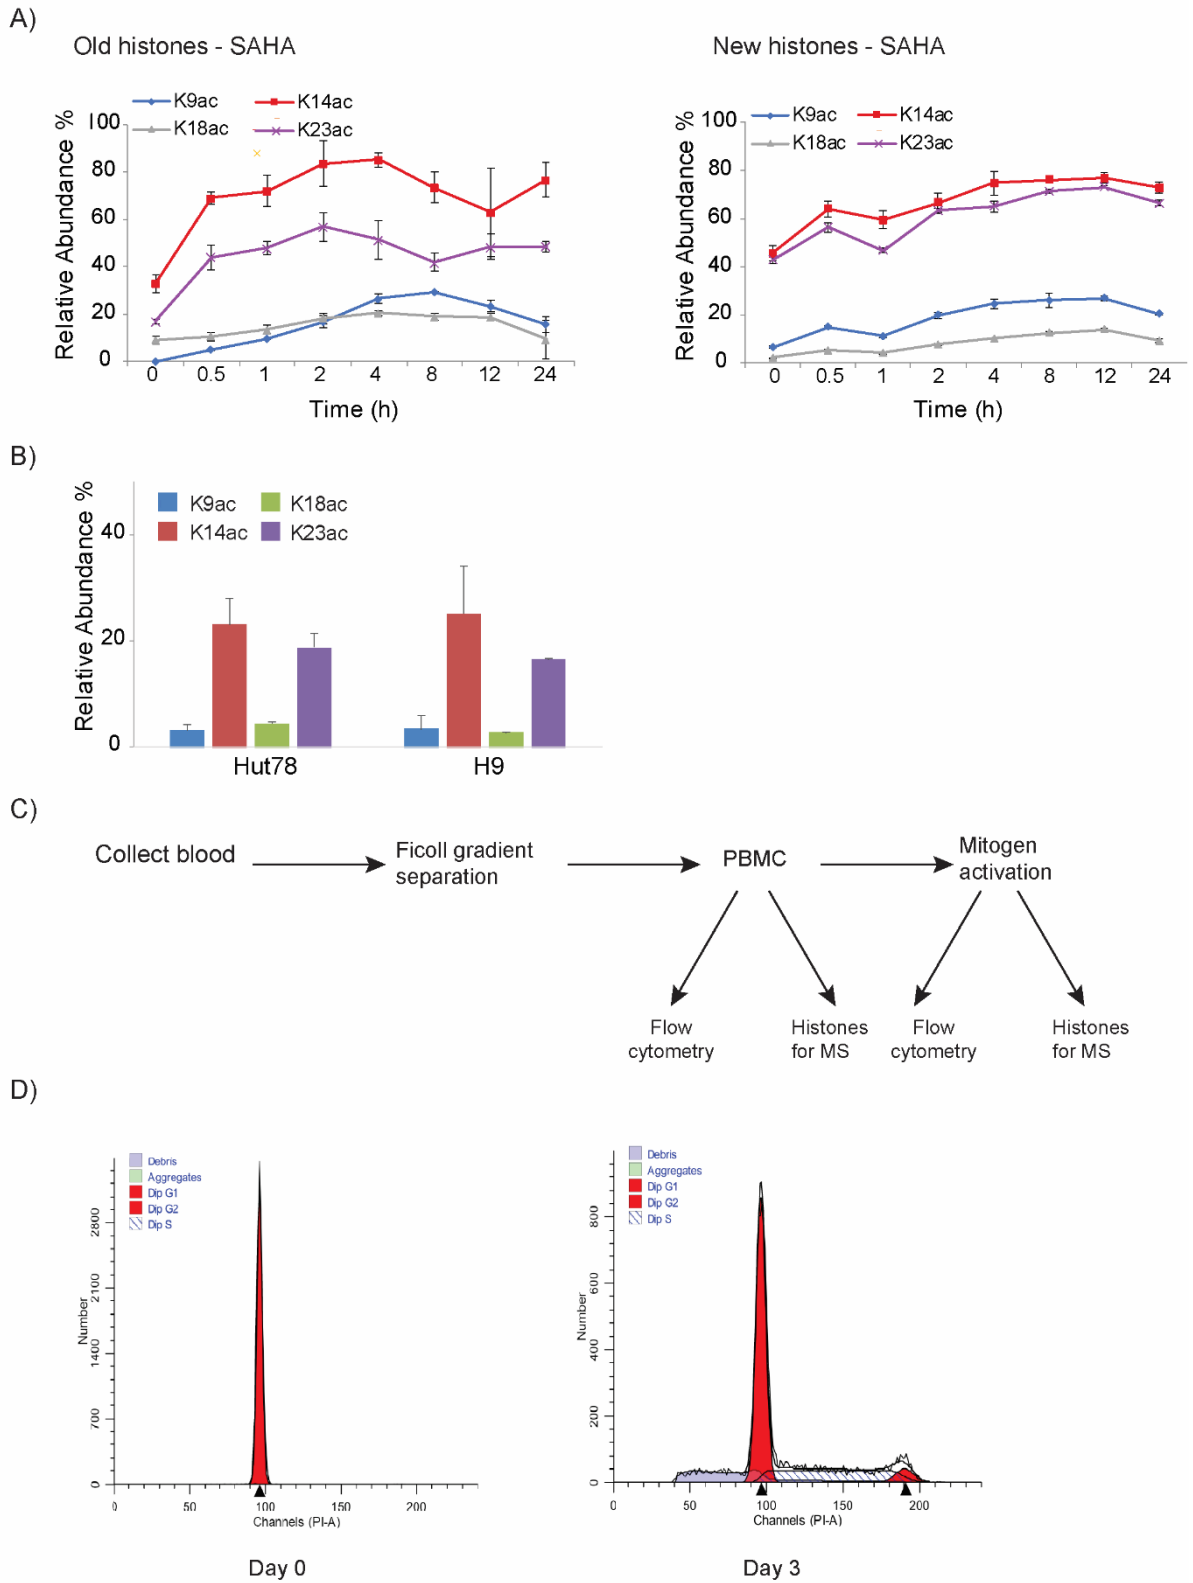 A)
Old histones - SAHA
K9ac
K14ac
K18ac
K23ac
Relative Abundance %
100
80
60
40
20
0
0 0.5 1 2 4 8 12 24
Time (h)
New histones - SAHA
K9ac
K14ac
K18ac
K23ac
Relative Abundance %
100
80
60
40
20
0
0 0.5 1 2 4 8 12 24
Time (h)
B)
K9ac
K18ac
K14ac
K23ac
Relative Abundance %
40
20
0
Hut78 H9
C)
Collect blood
Ficoll gradient
separation
PBMC
Mitogen
activation
Flow
cytometry
Histones
for MS
Flow
cytometry
Histones
for MS
D)
Debris
Aggregates
Dip G1
Dip G2
Dip S
Number
2800
2100
1400
700
0
0 50 100 150 200
Channels (PI-A)
Day 0
Debris
Aggregates
Dip G1
Dip G2
Dip S
Number
800
600
400
200
0
0 50 100 150 200
Channels (PI-A)
Day 3